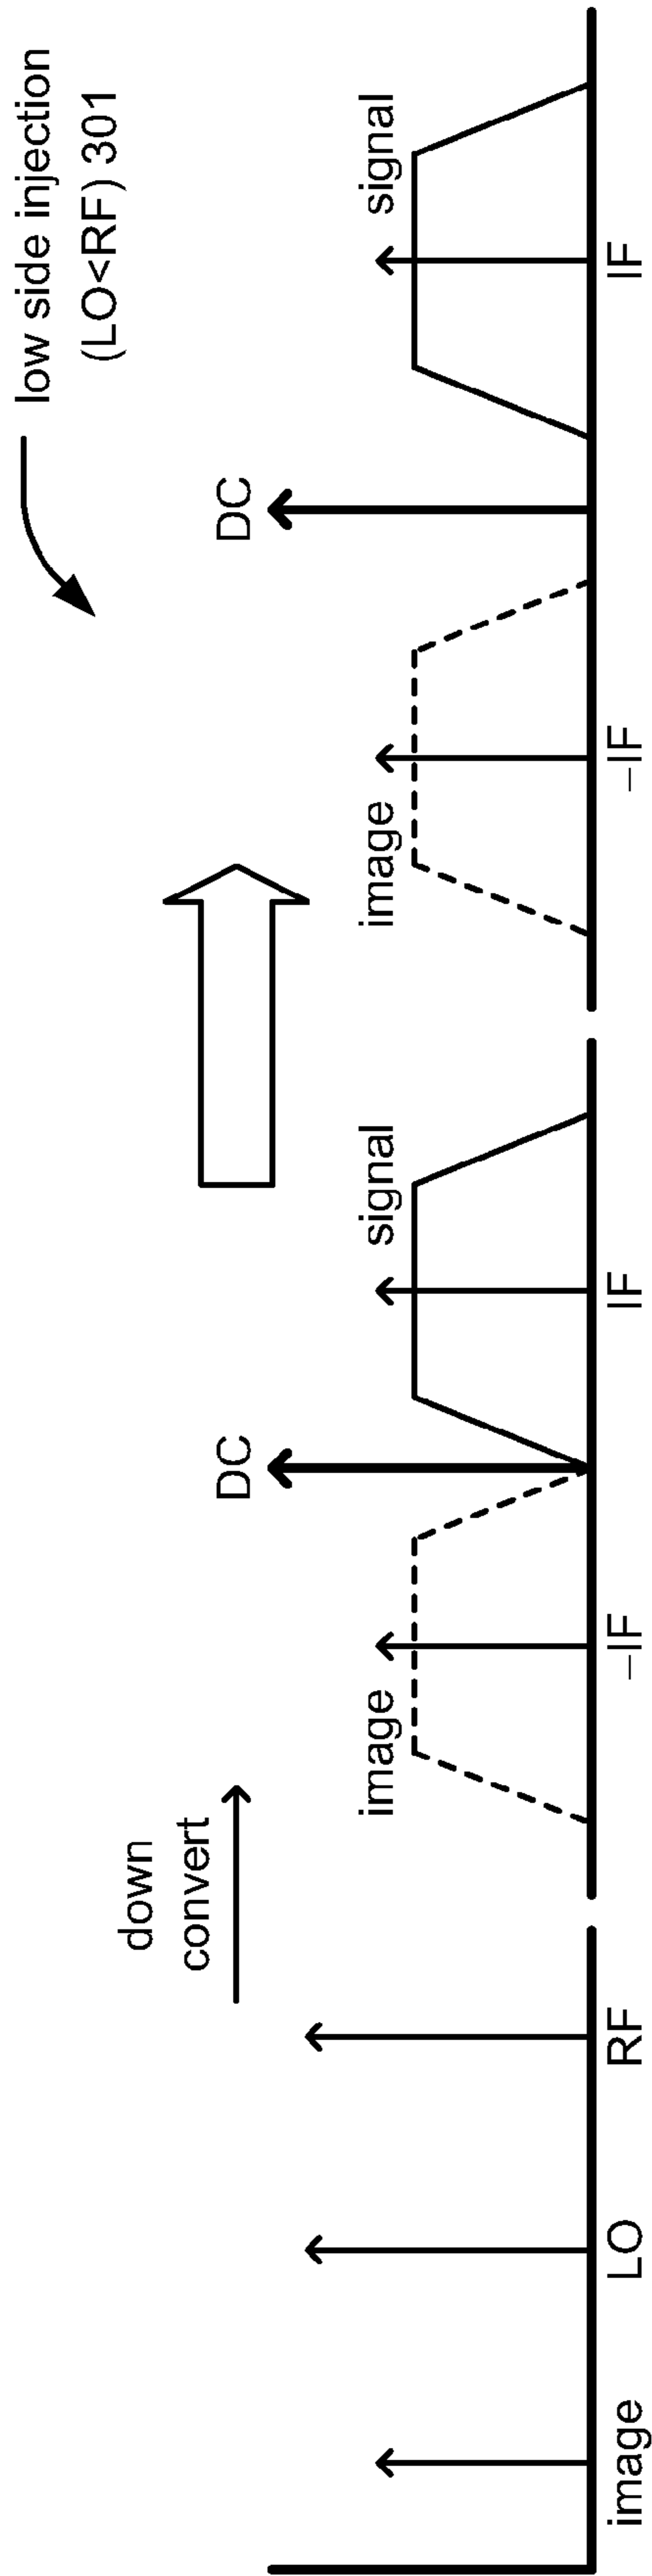 low side injection
(LO<RF) 301
down
convert
image
LO
RF
image
–IF
DC
signal
IF
image
–IF
DC
signal
IF